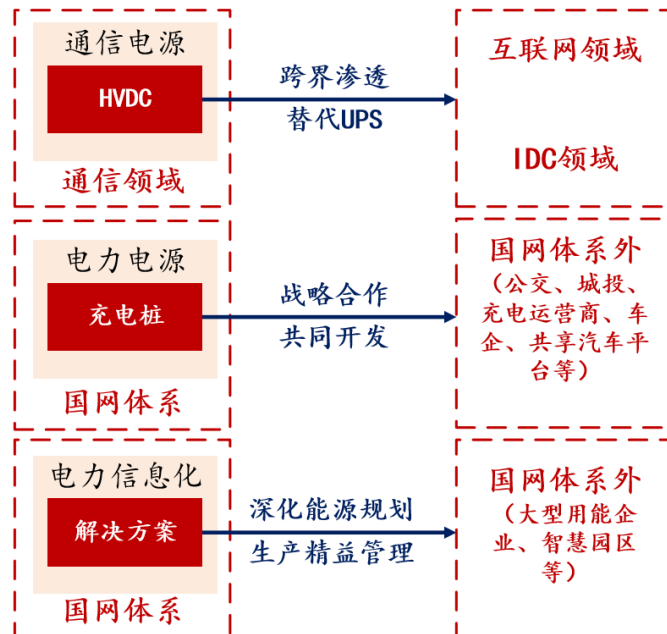 通信电源
HVDC
通信领域
跨界渗透
替代UPS
互联网领域
IDC领域
电力电源
充电桩
国网体系
战略合作
共同开发
国网体系外
（公交、城投、
充电运营商、车
企、共享汽车平
台等）
电力信息化
解决方案
国网体系
深化能源规划
生产精益管理
国网体系外
（大型用能企
业、智慧园区
等）